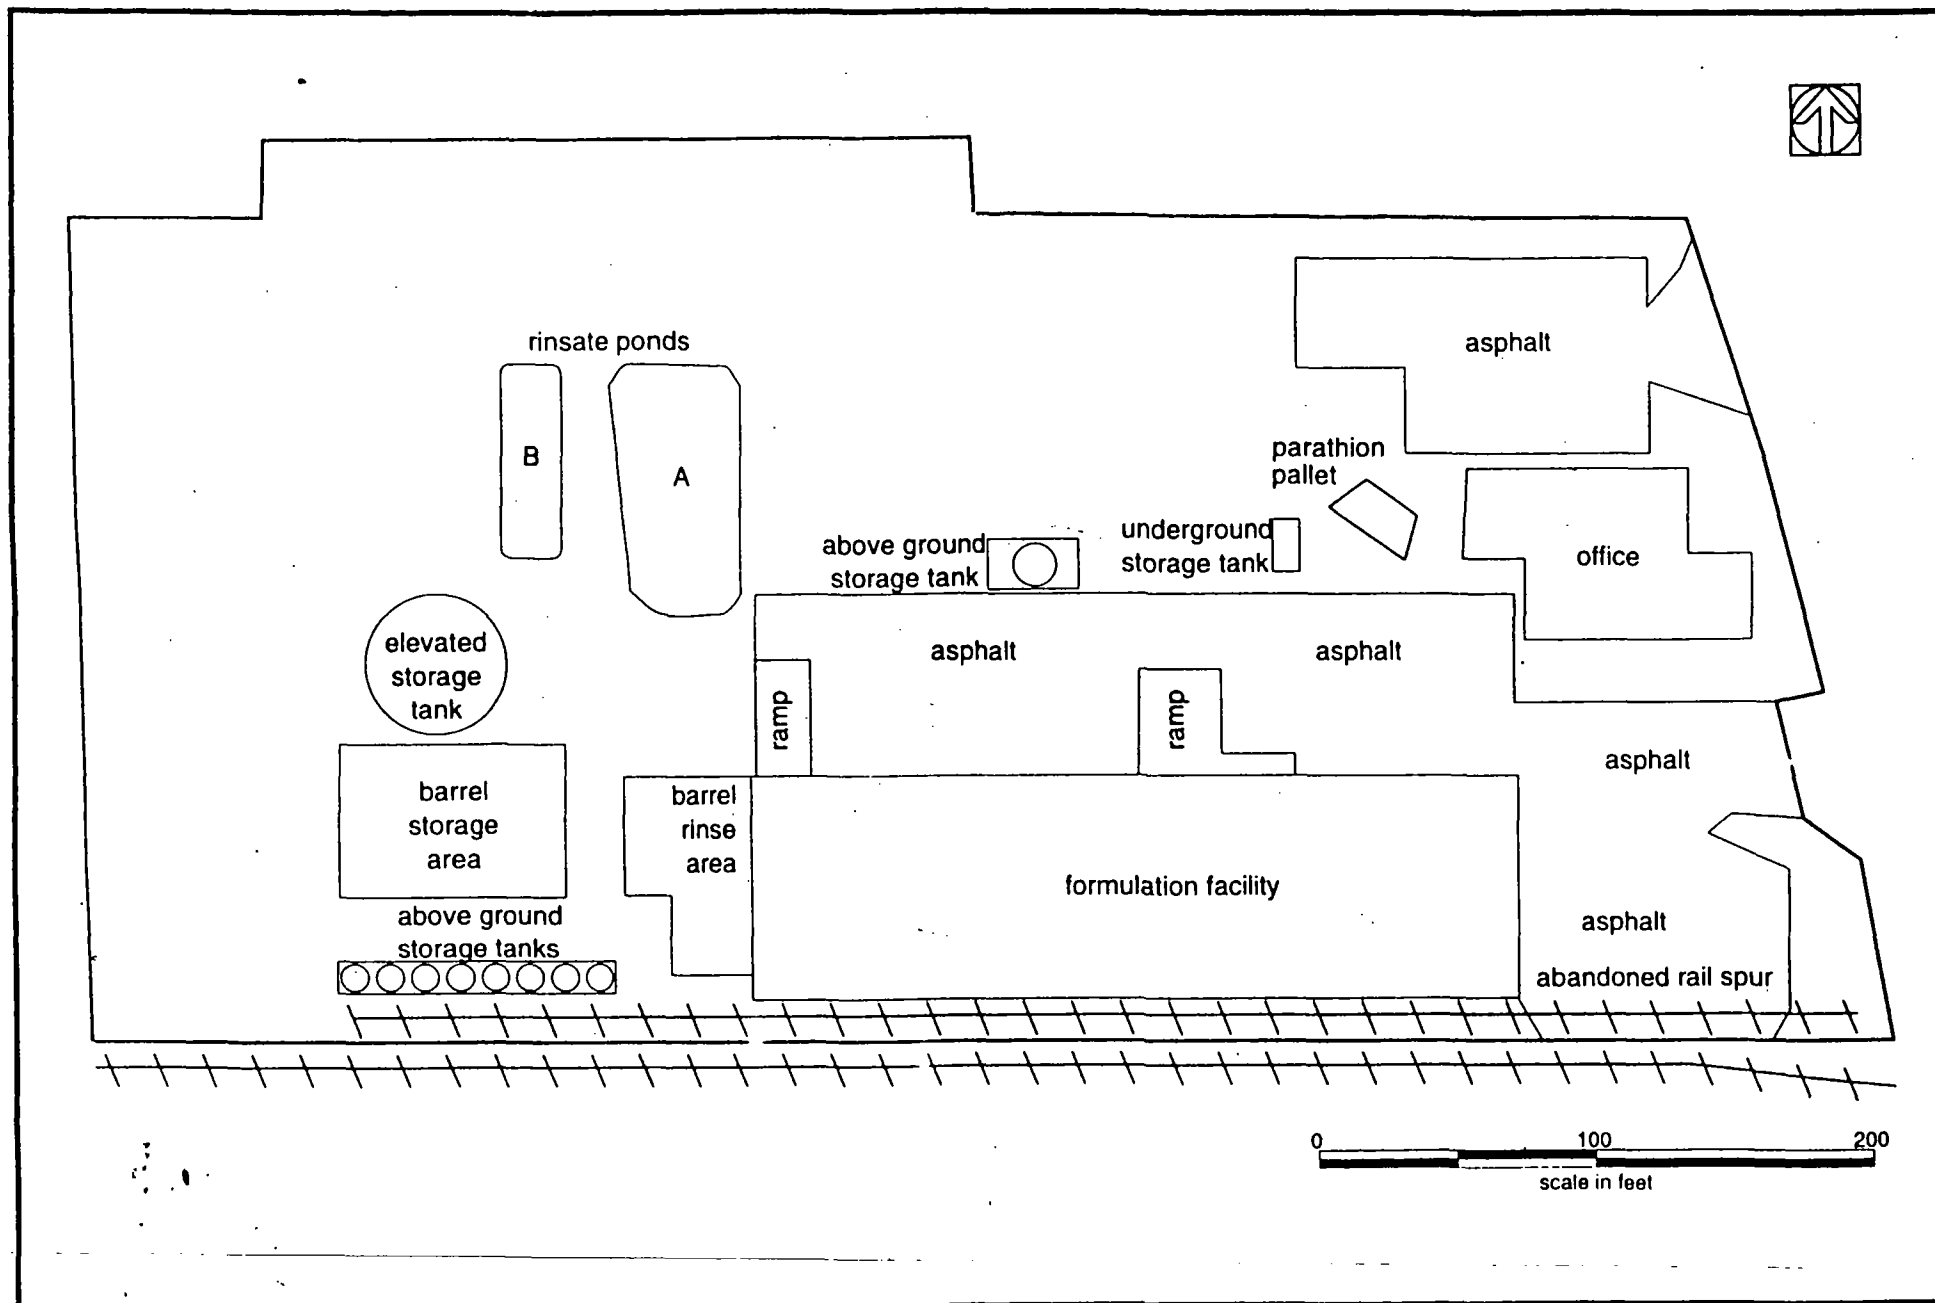 rinsate ponds
asphalt
B
A
parathion
pallet
above ground
storage tank
underground
storage tank
office
elevated
storage
tank
asphalt
asphalt
ramp
ramp
asphalt
barrel
storage
area
barrel
rinse
area
formulation facility
above ground
storage tanks
asphalt
abandoned rail spur
0 100 200
scale in feet